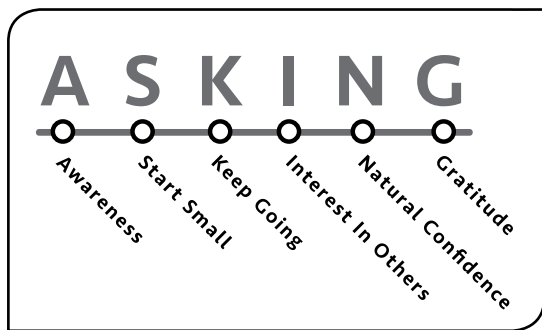 A S K I N G
Awareness
Start Small
Keep Going
Interest In Others
Natural Confidence
Gratitude